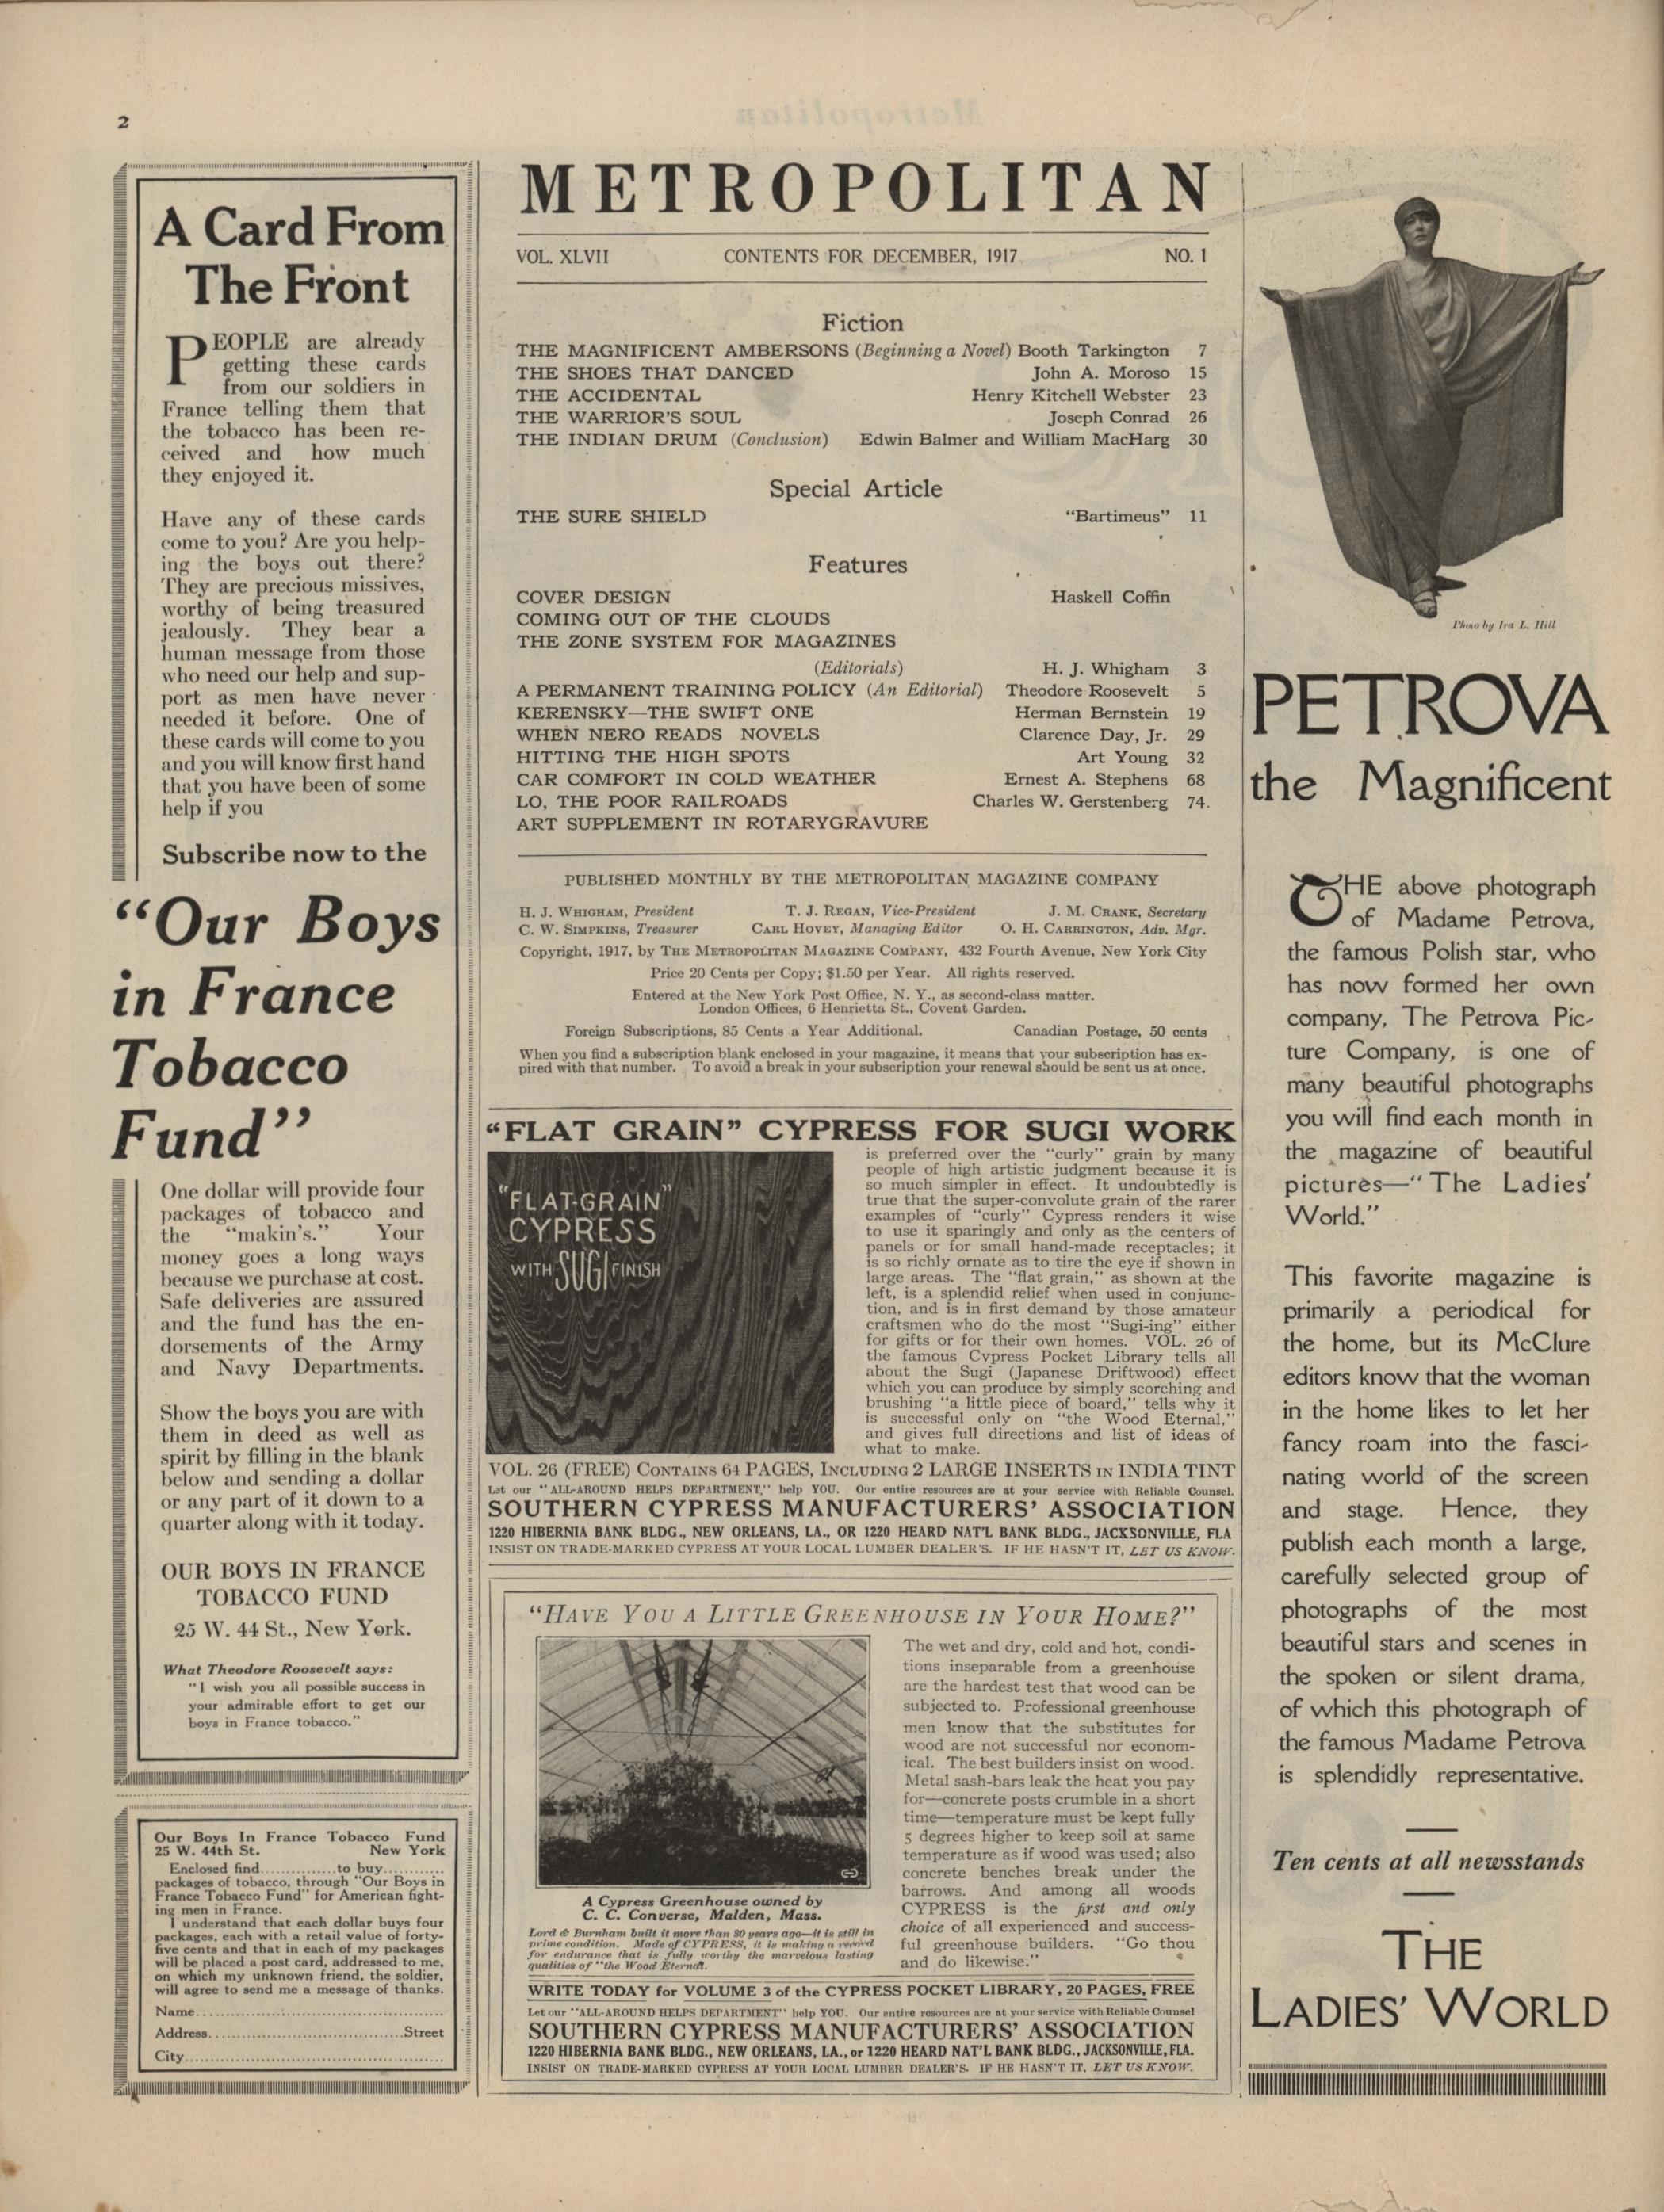 2
A Card From
The Front
PEOPLE are already
getting these cards
from our soldiers in
France telling them that
the tobacco has been re-
ceived and how much
they enjoyed it.
Have any of these cards
come to you? Are you help-
ing the boys out there?
They are precious missives,
worthy of being treasured
jealously. They bear a
human message from those
who need our help and sup-
port as men have never
needed it before. One of
these cards will come to you
and you will know first hand
that you have been of some
help if you
Subscribe now to the
“Our Boys
in France
Tobacco
Fund”
One dollar will provide four
packages of tobacco and
the “makin's.” Your
money goes a long ways
because we purchase at cost.
Safe deliveries are assured
and the fund has the en-
dorsements of the Army
and Navy Departments.
Show the boys you are with
them in deed as well as
spirit by filling in the blank
below and sending a dollar
or any part of it down to a
quarter along with it today.
OUR BOYS IN FRANCE
TOBACCO FUND
25 W. 44 St., New York.
What Theodore Roosevelt says:
“I wish you all possible success in
your admirable effort to get our
boys in France tobacco.”
Our Boys In France Tobacco Fund
25 W. 44th St. New York
Enclosed find..............to buy...........
packages of tobacco, through “Our Boys in
France Tobacco Fund” for American fight-
ing men in France.
I understand that each dollar buys four
packages, each with a retail value of forty-
five cents and that in each of my packages
will be placed a post card, addressed to me,
on which my unknown friend, the soldier,
will agree to send me a message of thanks.
Name.............................................
Address...................................Street
City..............................................
METROPOLITAN
VOL. XLVII CONTENTS FOR DECEMBER, 1917 NO. 1
Fiction
THE MAGNIFICENT AMBERSONS (Beginning a Novel) Booth Tarkington 7
THE SHOES THAT DANCED John A. Moroso 15
THE ACCIDENTAL Henry Kitchell Webster 23
THE WARRIOR'S SOUL Joseph Conrad 26
THE INDIAN DRUM (Conclusion) Edwin Balmer and William MacHarg 30
Special Article
THE SURE SHIELD “Bartimeus” 11
Features
COVER DESIGN Haskell Coffin
COMING OUT OF THE CLOUDS
THE ZONE SYSTEM FOR MAGAZINES
(Editorials) H. J. Whigham 3
A PERMANENT TRAINING POLICY (An Editorial) Theodore Roosevelt 5
KERENSKY—THE SWIFT ONE Herman Bernstein 19
WHEN NERO READS NOVELS Clarence Day, Jr. 29
HITTING THE HIGH SPOTS Art Young 32
CAR COMFORT IN COLD WEATHER Ernest A. Stephens 68
LO, THE POOR RAILROADS Charles W. Gerstenberg 74.
ART SUPPLEMENT IN ROTARYGRAVURE
PUBLISHED MONTHLY BY THE METROPOLITAN MAGAZINE COMPANY
H. J. WHIGHAM, President T. J. REGAN, Vice-President J. M. CRANK, Secretary
C. W. SIMPKINS, Treasurer CARL HOVEY, Managing Editor O. H. CARRINGTON, Adv. Mgr.
Copyright, 1917, by THE METROPOLITAN MAGAZINE COMPANY, 432 Fourth Avenue, New York City
Price 20 Cents per Copy; $1.50 per Year. All rights reserved.
Entered at the New York Post Office, N. Y., as second-class matter.
London Offices, 6 Henrietta St., Covent Garden.
Foreign Subscriptions, 85 Cents a Year Additional. Canadian Postage, 50 cents
When you find a subscription blank enclosed in your magazine, it means that your subscription has ex-
pired with that number. To avoid a break in your subscription your renewal should be sent us at once.
“FLAT GRAIN” CYPRESS FOR SUGI WORK
“FLAT-GRAIN”
CYPRESS
WITH SUGI FINISH
is preferred over the “curly” grain by many
people of high artistic judgment because it is
so much simpler in effect. It undoubtedly is
true that the super-convolute grain of the rarer
examples of “curly” Cypress renders it wise
to use it sparingly and only as the centers of
panels or for small hand-made receptacles; it
is so richly ornate as to tire the eye if shown in
large areas. The “flat grain,” as shown at the
left, is a splendid relief when used in conjunc-
tion, and is in first demand by those amateur
craftsmen who do the most “Sugi-ing” either
for gifts or for their own homes. VOL. 26 of
the famous Cypress Pocket Library tells all
about the Sugi (Japanese Driftwood) effect
which you can produce by simply scorching and
brushing “a little piece of board,” tells why it
is successful only on “the Wood Eternal,”
and gives full directions and list of ideas of
what to make.
VOL. 26 (FREE) CONTAINS 64 PAGES, INCLUDING 2 LARGE INSERTS IN INDIA TINT
Let our “ALL-AROUND HELPS DEPARTMENT” help YOU. Our entire resources are at your service with Reliable Counsel.
SOUTHERN CYPRESS MANUFACTURERS' ASSOCIATION
1220 HIBERNIA BANK BLDG., NEW ORLEANS, LA., OR 1220 HEARD NAT'L BANK BLDG., JACKSONVILLE, FLA
INSIST ON TRADE-MARKED CYPRESS AT YOUR LOCAL LUMBER DEALER'S. IF HE HASN'T IT, LET US KNOW.
“HAVE YOU A LITTLE GREENHOUSE IN YOUR HOME?”
The wet and dry, cold and hot, condi-
tions inseparable from a greenhouse
are the hardest test that wood can be
subjected to. Professional greenhouse
men know that the substitutes for
wood are not successful nor econom-
ical. The best builders insist on wood.
Metal sash-bars leak the heat you pay
for—concrete posts crumble in a short
time—temperature must be kept fully
5 degrees higher to keep soil at same
temperature as if wood was used; also
concrete benches break under the
barrows. And among all woods
CYPRESS is the first and only
choice of all experienced and success-
ful greenhouse builders. “Go thou
and do likewise.”
A Cypress Greenhouse owned by
C. C. Converse, Malden, Mass.
Lord & Burnham built it more than 30 years ago—it is still in
prime condition. Made of CYPRESS, it is making a record
for endurance that is fully worthy the marvelous lasting
qualities of “the Wood Eternal.
WRITE TODAY for VOLUME 3 of the CYPRESS POCKET LIBRARY, 20 PAGES, FREE
Let our “ALL-AROUND HELPS DEPARTMENT” help YOU. Our entire resources are at your service with Reliable Counsel
SOUTHERN CYPRESS MANUFACTURERS' ASSOCIATION
1220 HIBERNIA BANK BLDG., NEW ORLEANS, LA., or 1220 HEARD NAT'L BANK BLDG., JACKSONVILLE, FLA.
INSIST ON TRADE-MARKED CYPRESS AT YOUR LOCAL LUMBER DEALER'S. IF HE HASN'T IT, LET US KNOW.
Photo by Ira L. Hill
PETROVA
the Magnificent
THE above photograph
of Madame Petrova,
the famous Polish star, who
has now formed her own
company, The Petrova Pic-
ture Company, is one of
many beautiful photographs
you will find each month in
the magazine of beautiful
pictures—“The Ladies'
World.”
This favorite magazine is
primarily a periodical for
the home, but its McClure
editors know that the woman
in the home likes to let her
fancy roam into the fasci-
nating world of the screen
and stage. Hence, they
publish each month a large,
carefully selected group of
photographs of the most
beautiful stars and scenes in
the spoken or silent drama,
of which this photograph of
the famous Madame Petrova
is splendidly representative.
Ten cents at all newsstands
THE
LADIES' WORLD